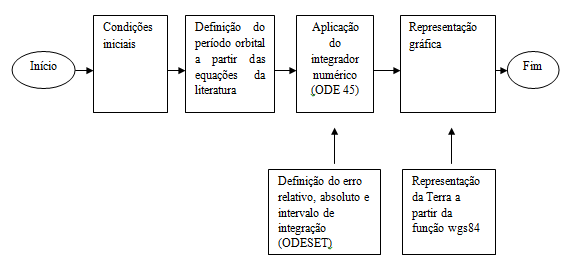 Início
Condições
iniciais
Definição do
período orbital
a partir das
equações da
literatura
Aplicação
do
integrador
numérico
(ODE 45)
Representação
gráfica
Fim
Definição do erro
relativo, absoluto e
intervalo de
integração
(ODESET)
Representação
da Terra a
partir da
função wgs84